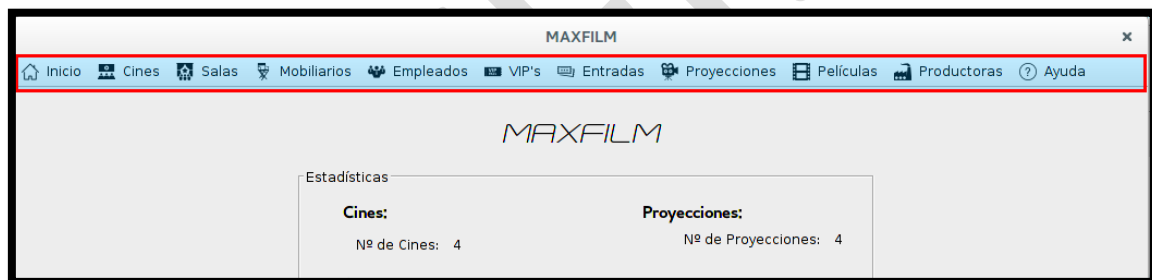 MAXFILM ×
Inicio Cines Salas Mobiliarios Empleados VIP's Entradas Proyecciones Películas Productoras ? Ayuda
MAXFILM
Estadísticas
Cines: Proyecciones:
Nº de Cines: 4 Nº de Proyecciones: 4